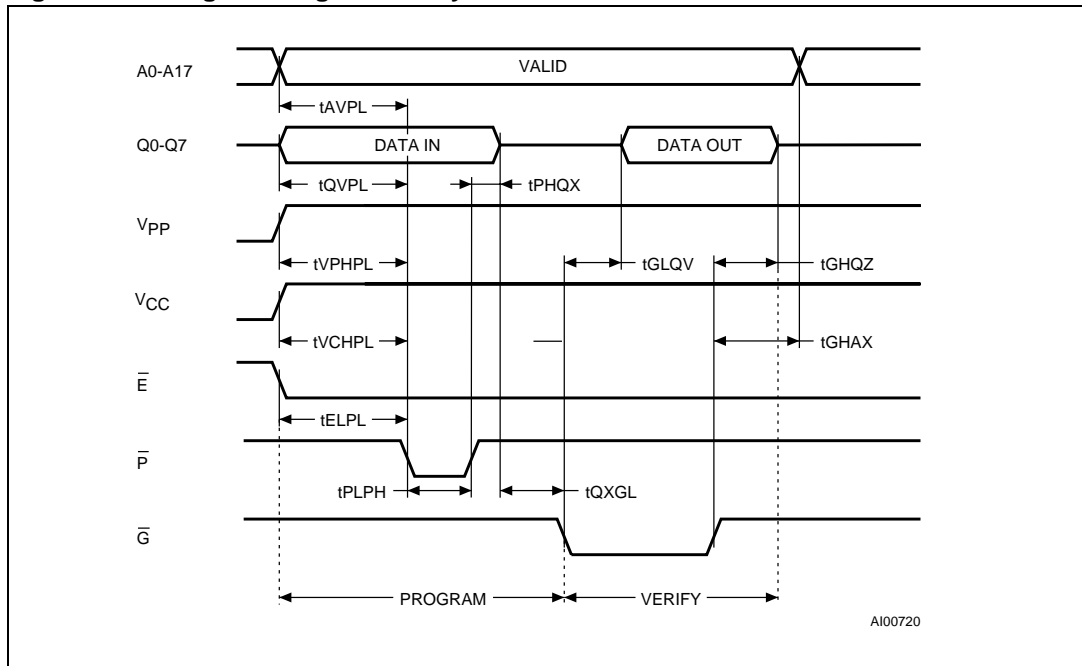 A0-A17
VALID
tAVPL
Q0-Q7
DATA IN
DATA OUT
tQVPL
tPHQX
VPP
tVPHPL
tGLQV
tGHQZ
VCC
tVCHPL
tGHAX
E̅
tELPL
P̅
tPLPH
tQXGL
G̅
PROGRAM
VERIFY
AI00720